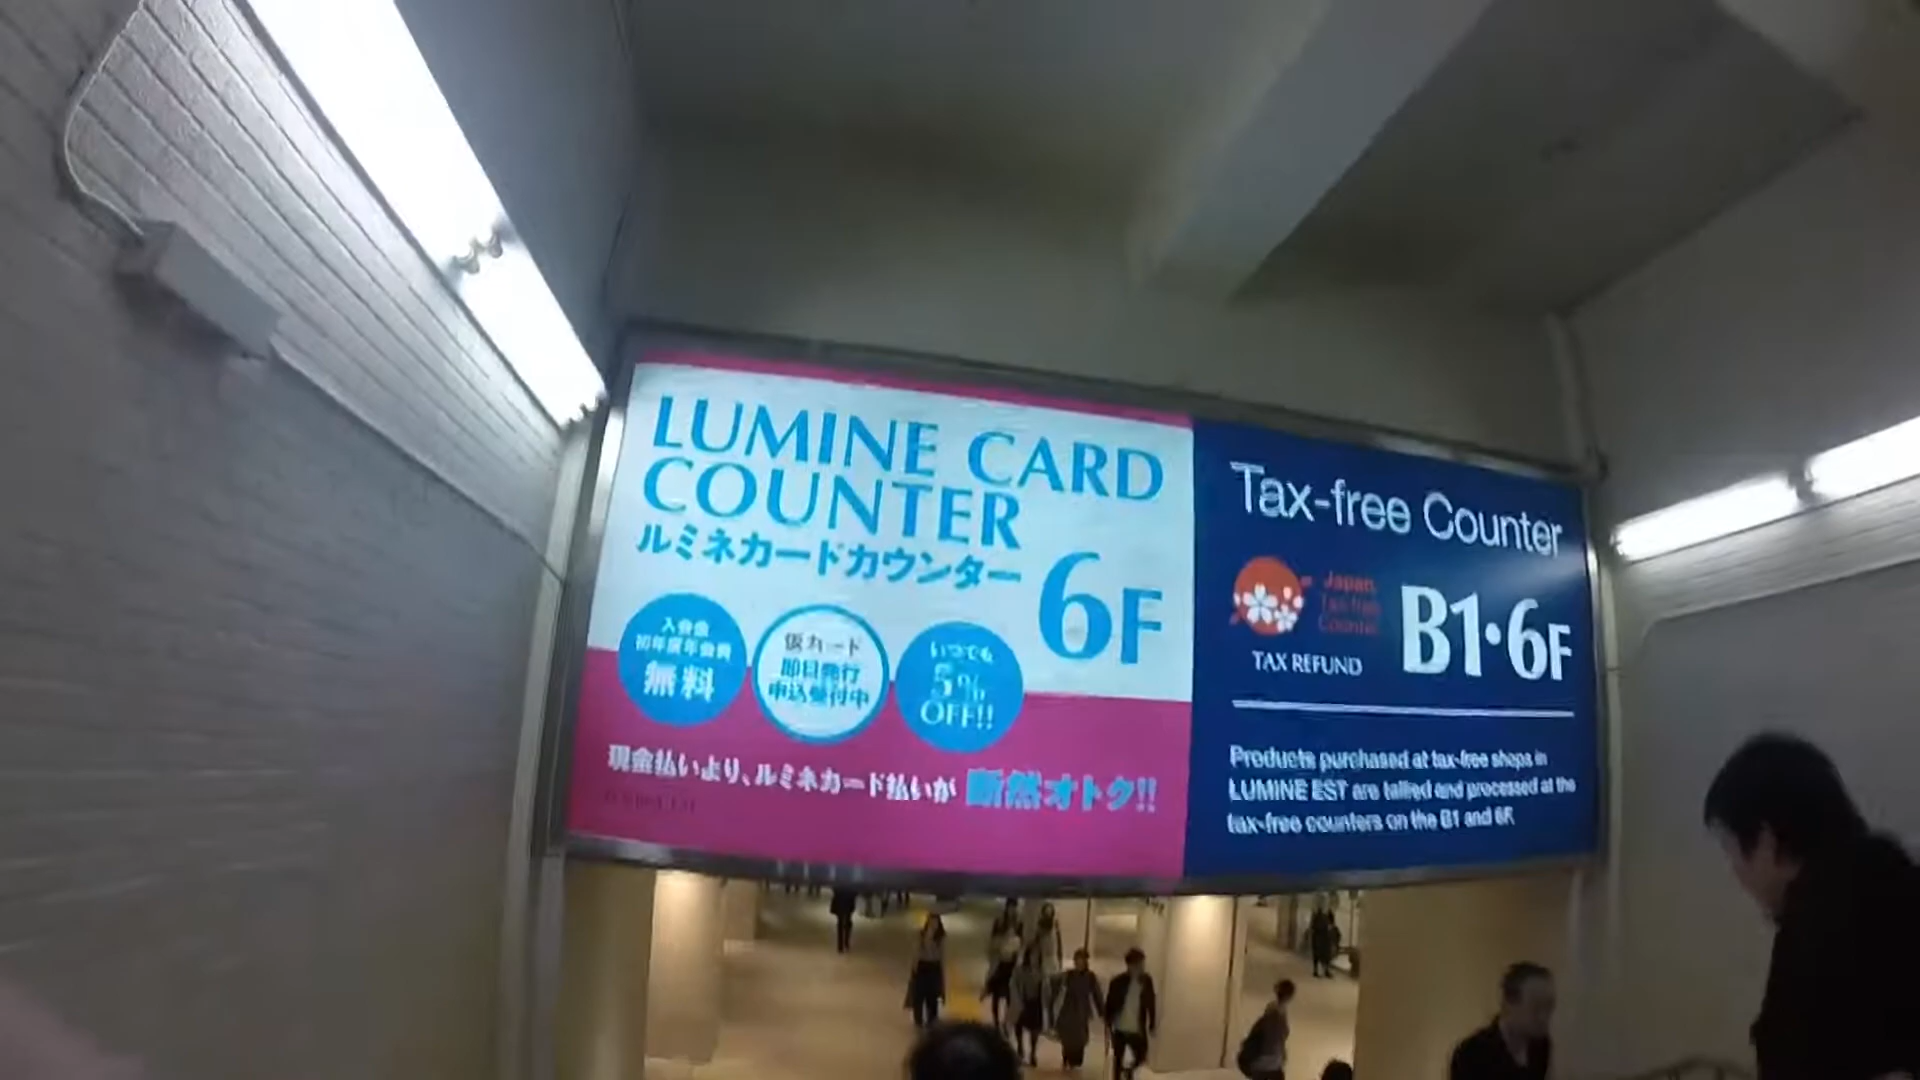 LUMINE CARD
COUNTER
ルミネカードカウンター
6F
入会金
初年度年会費
無料
仮カード
即日発行
申込受付中
いつでも
5%
OFF!!
現金払いより、ルミネカード払いが 断然オトク!!
Tax-free Counter
Japan.
Tax-free
Counter
TAX REFUND
B1・6F
Products purchased at tax-free shops in
LUMINE EST are tallied and processed at the
tax-free counters on the B1 and 6F.